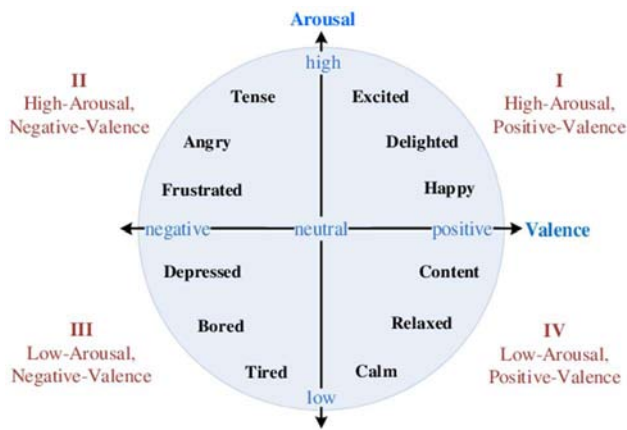 Arousal
high
II
High-Arousal,
Negative-Valence
I
High-Arousal,
Positive-Valence
Tense
Excited
Angry
Delighted
Frustrated
Happy
negative
neutral
positive
Valence
Depressed
Content
Bored
Relaxed
III
Low-Arousal,
Negative-Valence
IV
Low-Arousal,
Positive-Valence
Tired
Calm
low